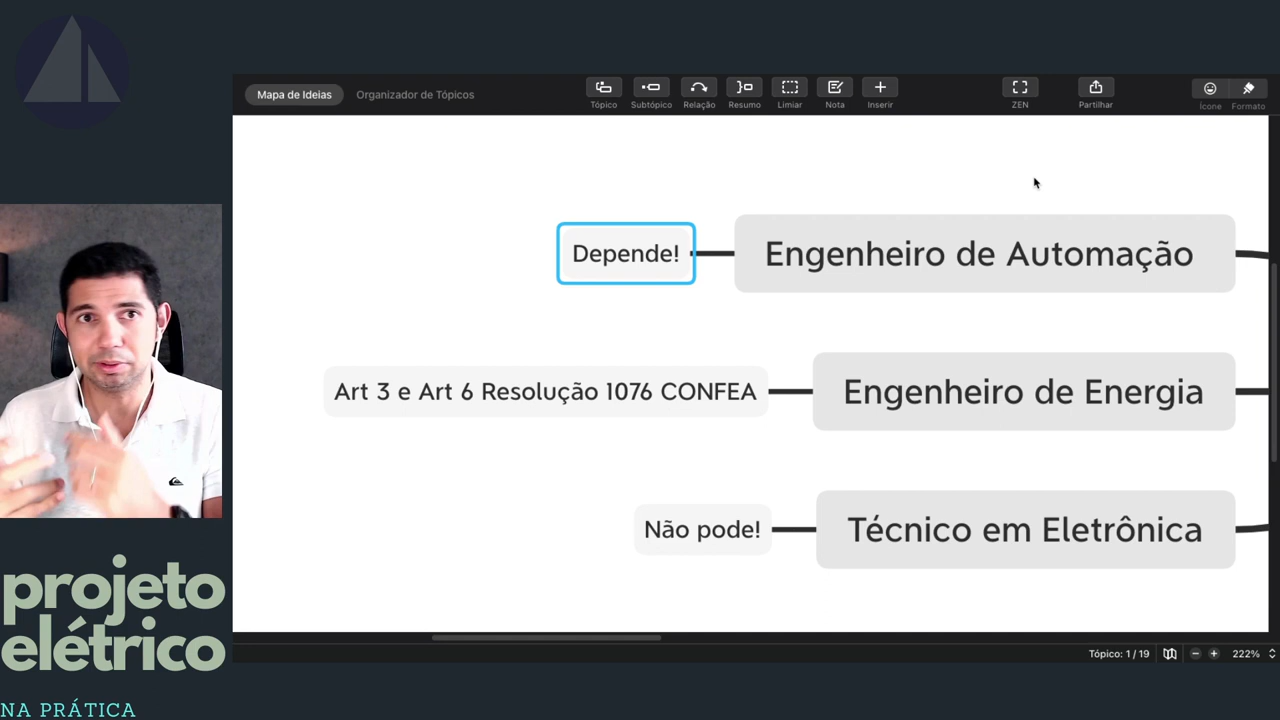 Mapa de Ideias
Organizador de Tópicos
Tópico
Subtópico
Relação
Resumo
Limiar
Nota
Inserir
ZEN
Partilhar
Ícone
Formato
Depende!
Engenheiro de Automação
Art 3 e Art 6 Resolução 1076 CONFEA
Engenheiro de Energia
Não pode!
Técnico em Eletrônica
projeto
elétrico
NA PRÁTICA
Tópico: 1 / 19
222%